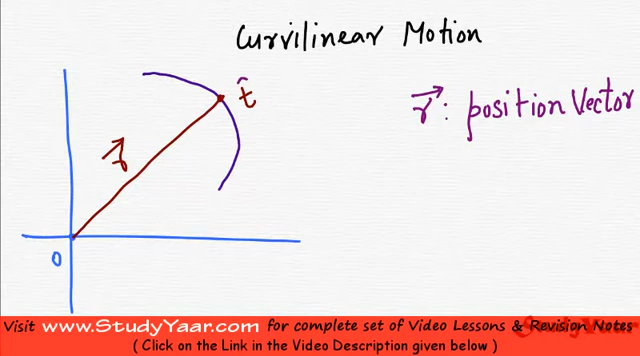 Curvilinear Motion
t̂
r⃗
r⃗ : position Vector
O
Visit www.StudyYaar.com for complete set of Video Lessons & Revision Notes
( Click on the Link in the Video Description given below )
StudyYaar